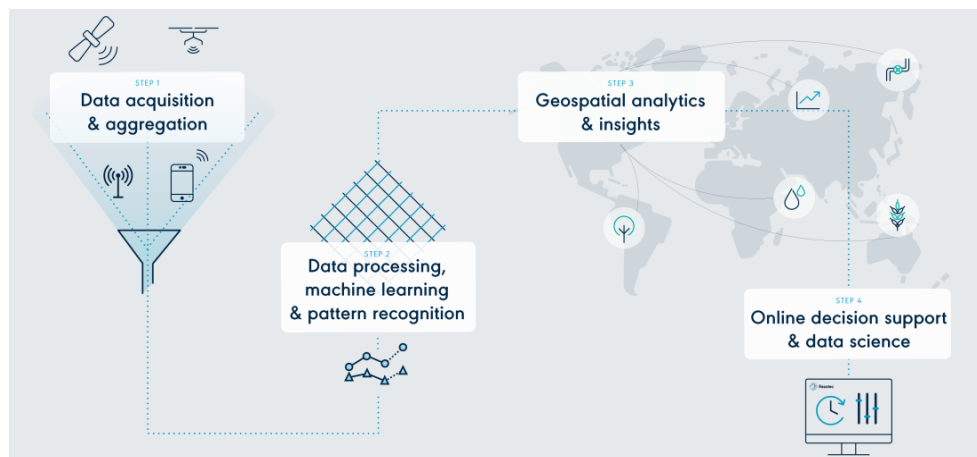 STEP 1
Data acquisition
& aggregation
STEP 2
Data processing,
machine learning
& pattern recognition
STEP 3
Geospatial analytics
& insights
STEP 4
Online decision support
& data science